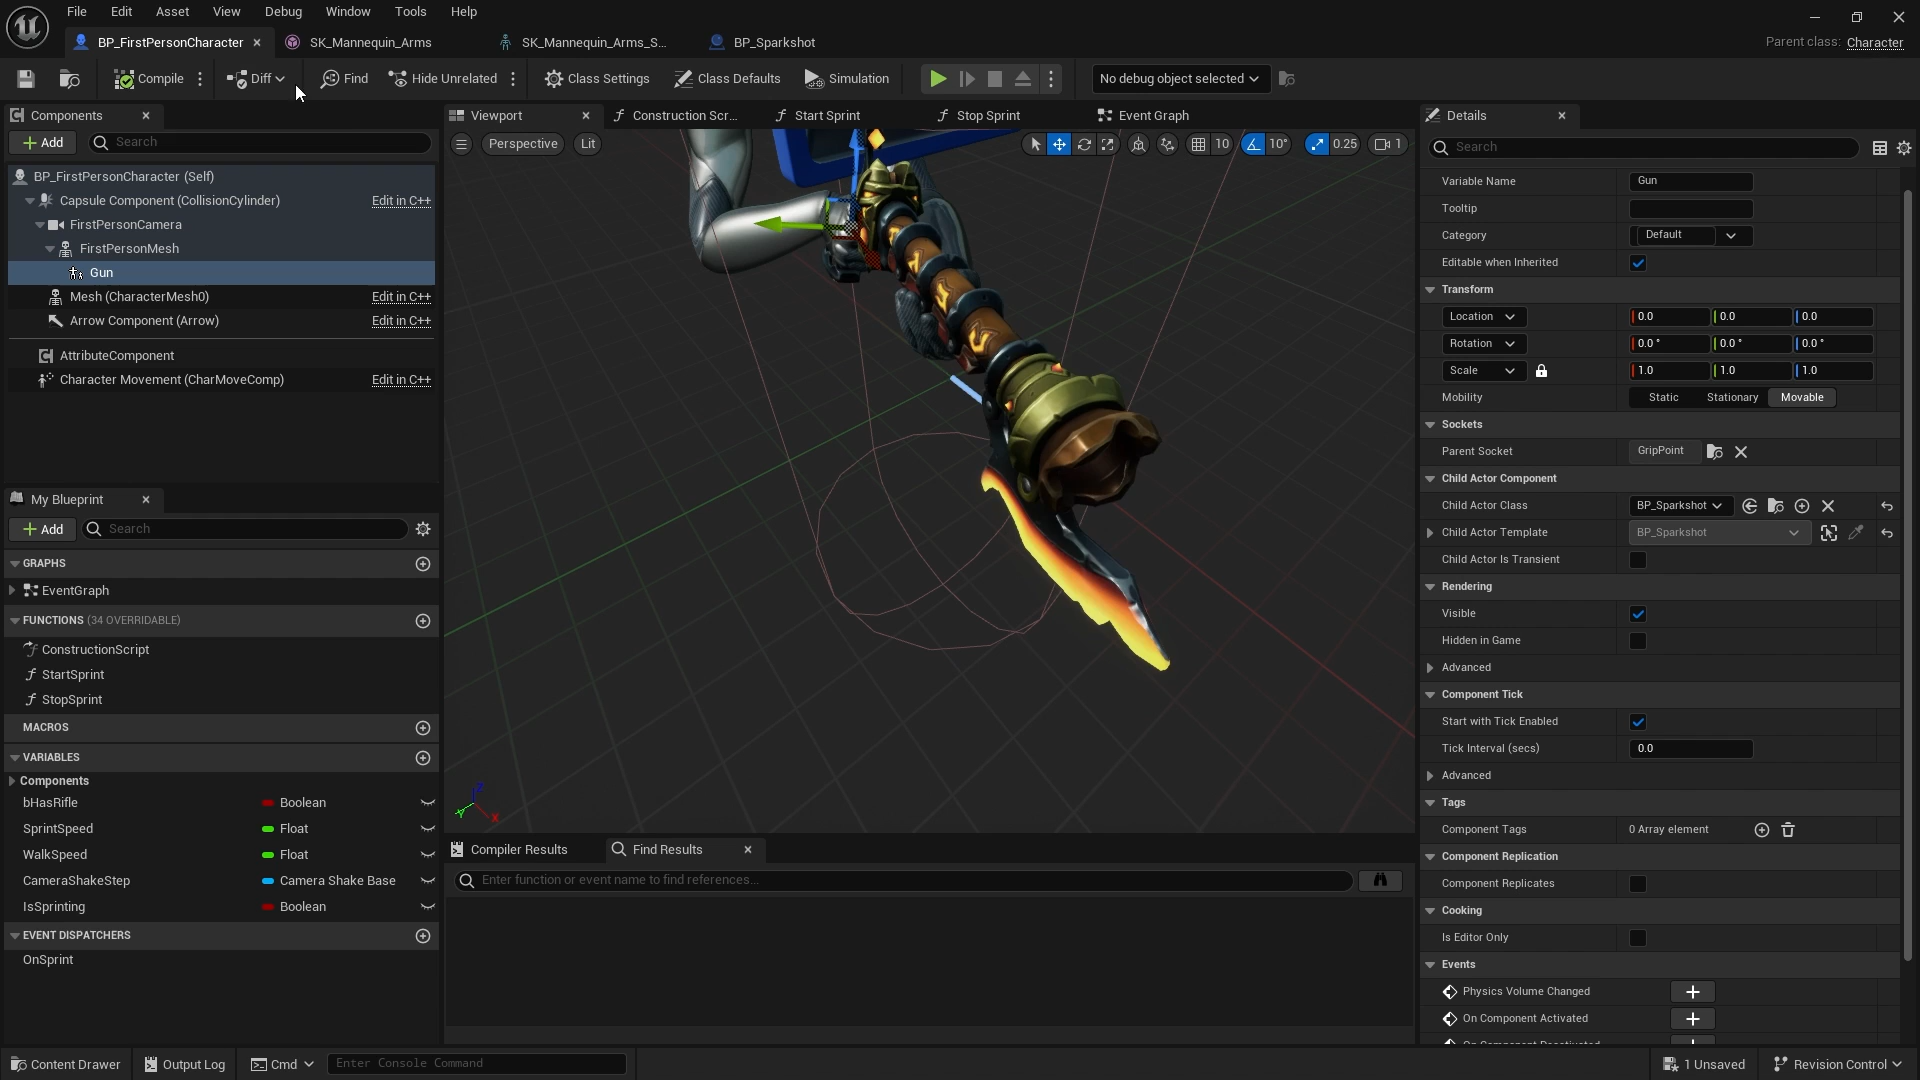 File Edit Asset View Debug Window Tools Help
BP_FirstPersonCharacter SK_Mannequin_Arms SK_Mannequin_Arms_S... BP_Sparkshot Parent class: Character
Compile Diff Find Hide Unrelated Class Settings Class Defaults Simulation No debug object selected
Components
Add Search
BP_FirstPersonCharacter (Self)
Capsule Component (CollisionCylinder) Edit in C++
FirstPersonCamera
FirstPersonMesh
Gun
Mesh (CharacterMesh0) Edit in C++
Arrow Component (Arrow) Edit in C++
AttributeComponent
Character Movement (CharMoveComp) Edit in C++
My Blueprint
Add Search
GRAPHS
EventGraph
FUNCTIONS (34 OVERRIDABLE)
ConstructionScript
StartSprint
StopSprint
MACROS
VARIABLES
Components
bHasRifle Boolean
SprintSpeed Float
WalkSpeed Float
CameraShakeStep Camera Shake Base
IsSprinting Boolean
EVENT DISPATCHERS
OnSprint
Viewport Construction Scr... Start Sprint Stop Sprint Event Graph
Perspective Lit 10 10° 0.25 1
Z
Y X
Compiler Results Find Results
Enter function or event name to find references...
Details
Search
Variable Name Gun
Tooltip
Category Default
Editable when Inherited
Transform
Location 0.0 0.0 0.0
Rotation 0.0 ° 0.0 ° 0.0 °
Scale 1.0 1.0 1.0
Mobility Static Stationary Movable
Sockets
Parent Socket GripPoint
Child Actor Component
Child Actor Class BP_Sparkshot
Child Actor Template BP_Sparkshot
Child Actor Is Transient
Rendering
Visible
Hidden in Game
Advanced
Component Tick
Start with Tick Enabled
Tick Interval (secs) 0.0
Advanced
Tags
Component Tags 0 Array element
Component Replication
Component Replicates
Cooking
Is Editor Only
Events
Physics Volume Changed
On Component Activated
On Component Deactivated
Content Drawer Output Log Cmd Enter Console Command 1 Unsaved Revision Control